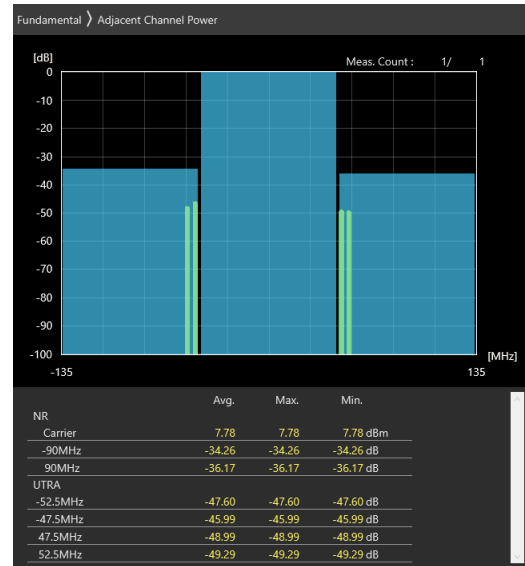 Fundamental 〉 Adjacent Channel Power
[dB]
Meas. Count : 1/ 1
0
-10
-20
-30
-40
-50
-60
-70
-80
-90
-100
[MHz]
-135 135
Avg. Max. Min.
NR
Carrier 7.78 7.78 7.78 dBm
-90MHz -34.26 -34.26 -34.26 dB
90MHz -36.17 -36.17 -36.17 dB
UTRA
-52.5MHz -47.60 -47.60 -47.60 dB
-47.5MHz -45.99 -45.99 -45.99 dB
47.5MHz -48.99 -48.99 -48.99 dB
52.5MHz -49.29 -49.29 -49.29 dB